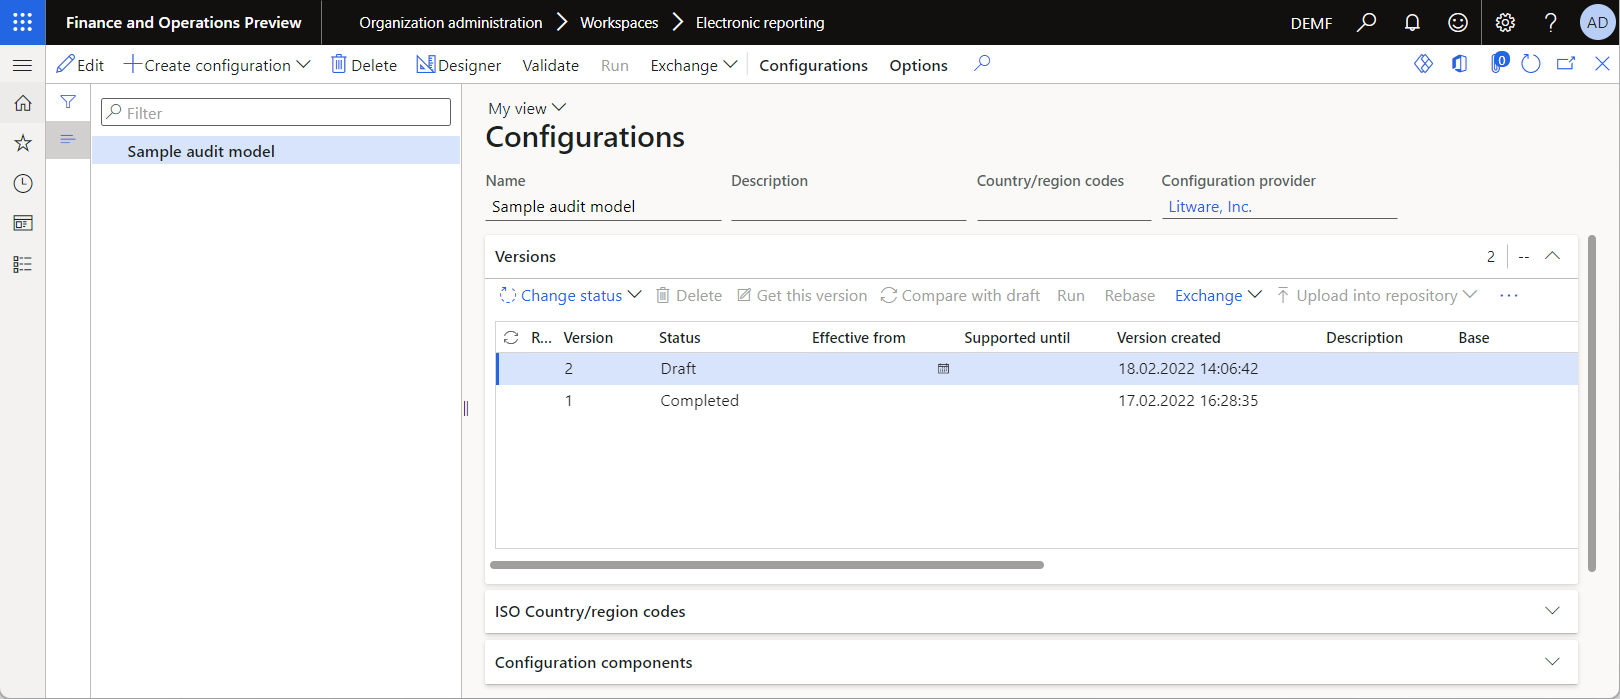 Finance and Operations Preview
Organization administration
Workspaces
Electronic reporting
DEMF
?
AD
Edit
Create configuration
Delete
Designer
Validate
Run
Exchange
Configurations
Options
0
Filter
Sample audit model
My view
Configurations
Name
Description
Country/region codes
Configuration provider
Sample audit model
Litware, Inc.
Versions
2
--
Change status
Delete
Get this version
Compare with draft
Run
Rebase
Exchange
Upload into repository
...
R... Version Status Effective from Supported until Version created Description Base
2 Draft 18.02.2022 14:06:42
1 Completed 17.02.2022 16:28:35
ISO Country/region codes
Configuration components